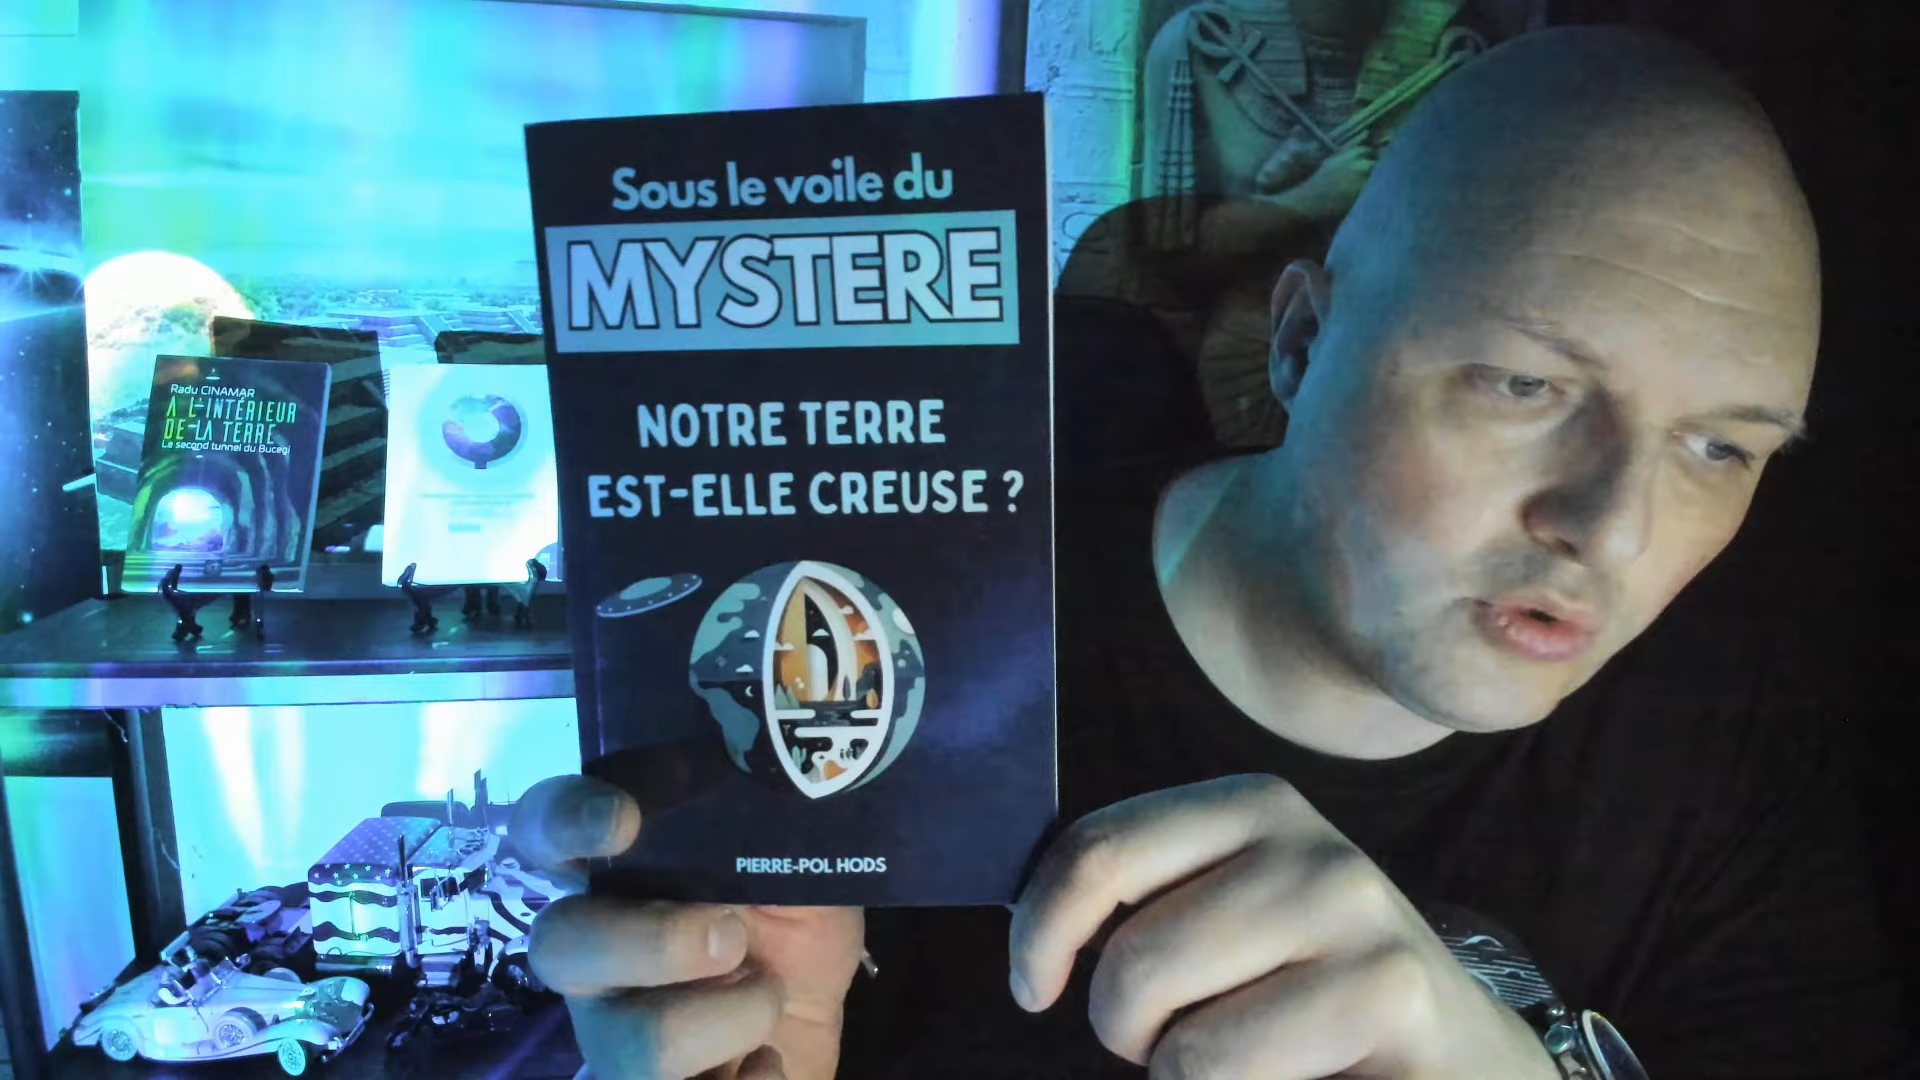 Sous le voile du
MYSTERE
NOTRE TERRE
EST-ELLE CREUSE ?
PIERRE-POL HODS
Radu CINAMAR
A L'INTÉRIEUR
DE LA TERRE
Le second tunnel du Bucegi